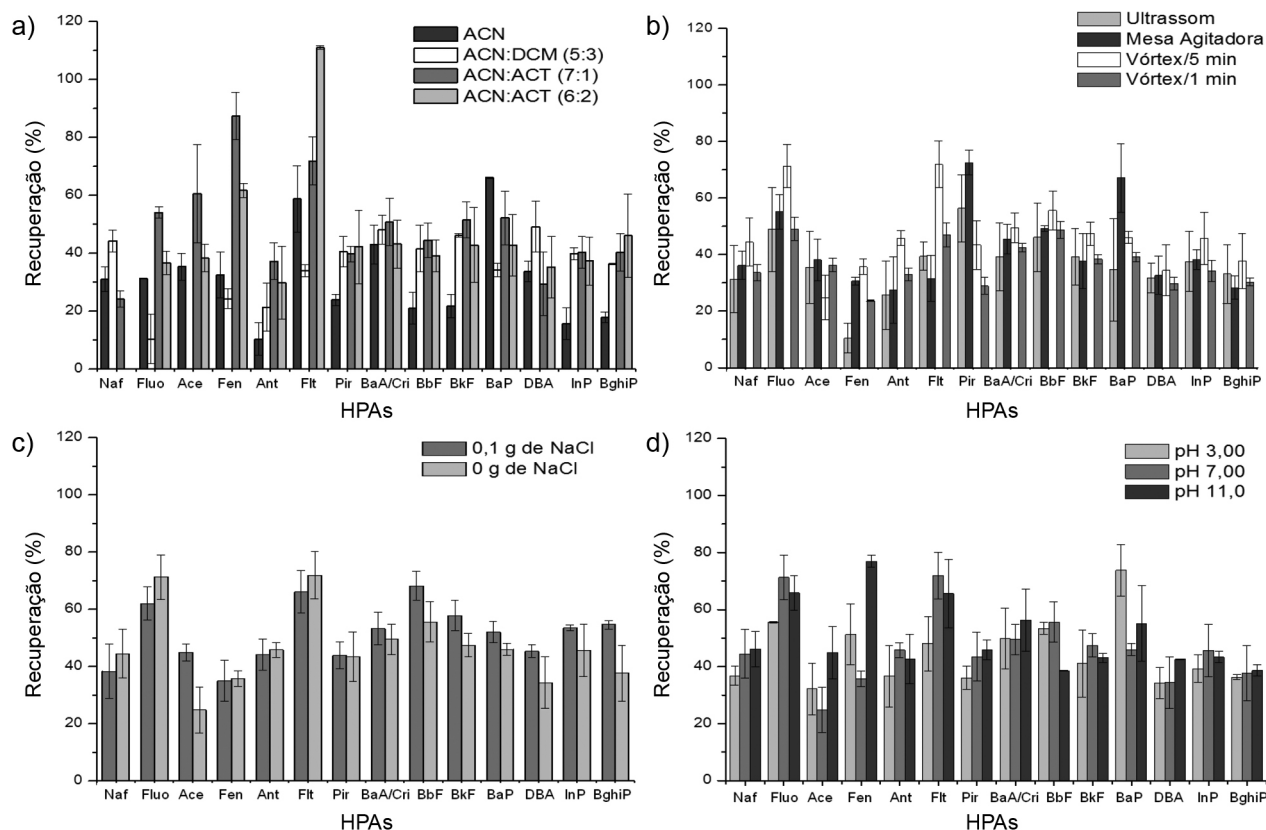 a)
Recuperação (%)
120
100
80
60
40
20
0
ACN
ACN:DCM (5:3)
ACN:ACT (7:1)
ACN:ACT (6:2)
Naf Fluo Ace Fen Ant Flt Pir BaA/Cri BbF BkF BaP DBA InP BghiP
HPAs
b)
Recuperação (%)
120
100
80
60
40
20
0
Ultrassom
Mesa Agitadora
Vórtex/5 min
Vórtex/1 min
Naf Fluo Ace Fen Ant Flt Pir BaA/Cri BbF BkF BaP DBA InP BghiP
HPAs
c)
Recuperação (%)
120
100
80
60
40
20
0
0,1 g de NaCl
0 g de NaCl
Naf Fluo Ace Fen Ant Flt Pir BaA/Cri BbF BkF BaP DBA InP BghiP
HPAs
d)
Recuperação (%)
120
100
80
60
40
20
0
pH 3,00
pH 7,00
pH 11,0
Naf Fluo Ace Fen Ant Flt Pir BaA/Cri BbF BkF BaP DBA InP BghiP
HPAs